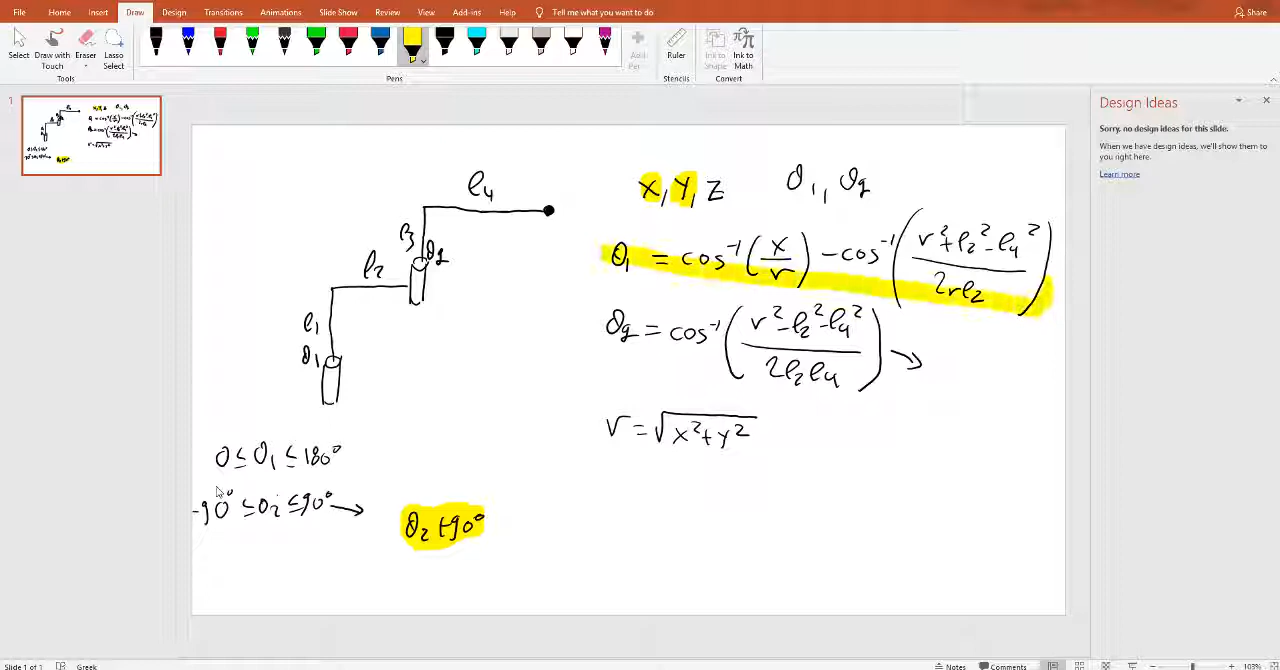 File Home Insert Draw Design Transitions Animations Slide Show Review View Add-ins Help Tell me what you want to do Share
Select Draw with Touch Eraser Lasso Select Add Pen Ruler Ink to Shape Ink to Math
Tools Pens Stencils Convert
1
Design Ideas
Sorry, no design ideas for this slide.
When we have design ideas, we'll show them to you right here.
Learn more
ℓ4
ℓ3
θ2
ℓ2
ℓ1
θ1
0 ≤ θ1 ≤ 180°
-90° ≤ θ2 ≤ 90° →
θ2 + 90°
X, Y, Z θ1, θ2
θ1 = cos⁻¹(x/r) - cos⁻¹((r²+ℓ2²-ℓ4²)/(2rℓ2))
θ2 = cos⁻¹((r²-ℓ2²-ℓ4²)/(2ℓ2ℓ4)) →
r = √(x²+y²)
Slide 1 of 1 Greek Notes Comments 103%